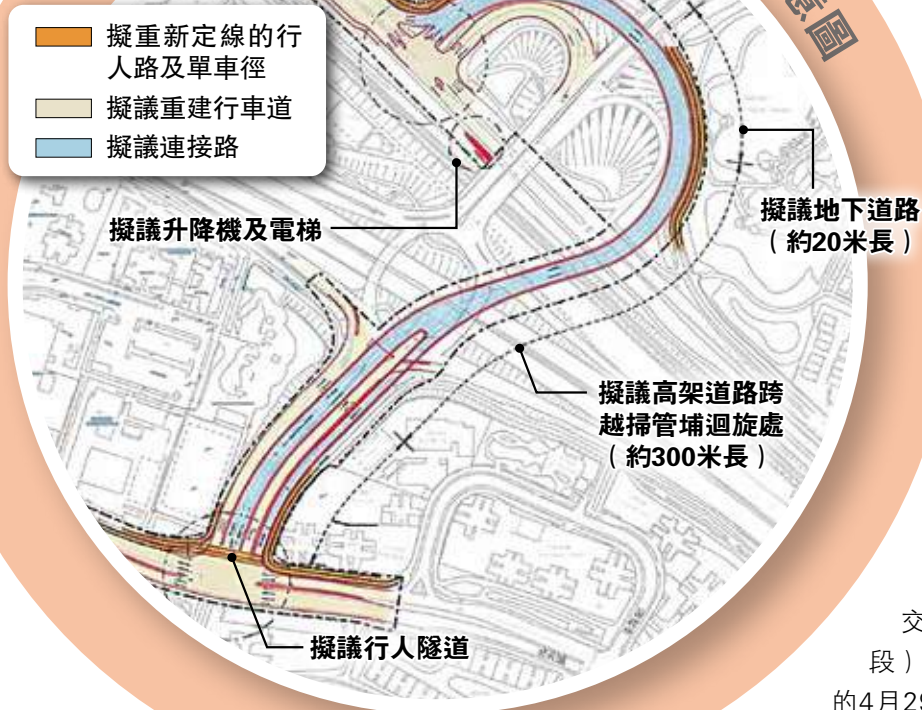 意圖
擬重新定線的行
人路及單車徑
擬議重建行車道
擬議連接路
擬議升降機及電梯
擬議地下道路
（約20米長）
擬議高架道路跨
越掃管埔迴旋處
（約300米長）
擬議行人隧道
交
段）
的4月29